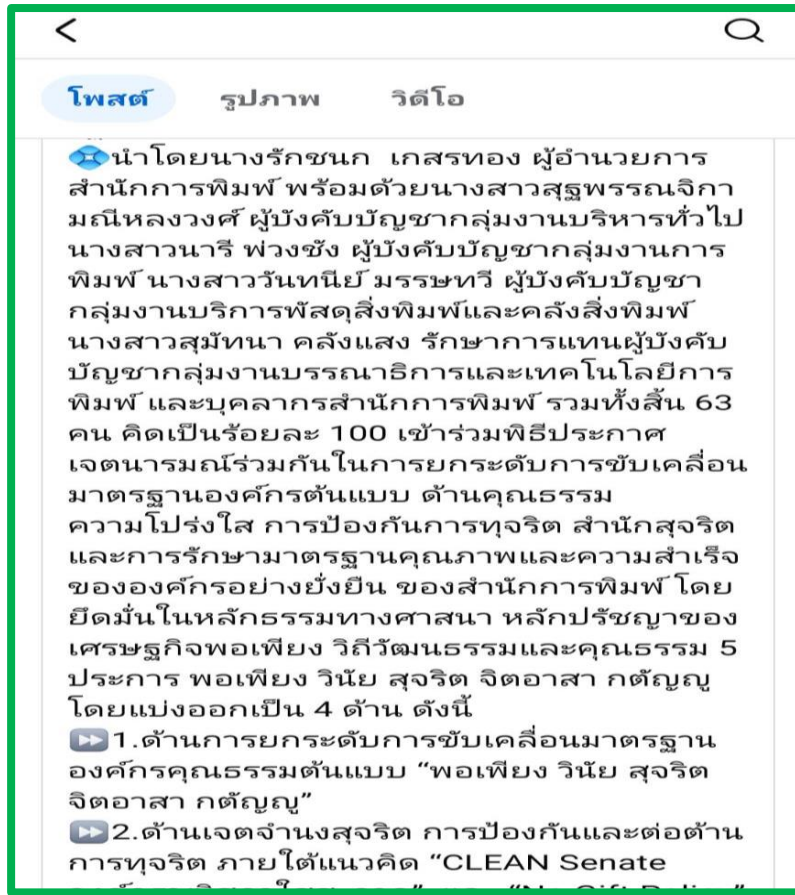 โพสต์ รูปภาพ วิดีโอ
💠นำโดยนางรักชนก เกสรทอง ผู้อำนวยการ
สำนักการพิมพ์ พร้อมด้วยนางสาวสุฐพรรณจิกา
มณีหลงวงศ์ ผู้บังคับบัญชากลุ่มงานบริหารทั่วไป
นางสาวนารี พ่วงชัง ผู้บังคับบัญชากลุ่มงานการ
พิมพ์ นางสาววันทนีย์ มรรษทวี ผู้บังคับบัญชา
กลุ่มงานบริการพัสดุสิ่งพิมพ์และคลังสิ่งพิมพ์
นางสาวสุมัทนา คลังแสง รักษาการแทนผู้บังคับ
บัญชากลุ่มงานบรรณาธิการและเทคโนโลยีการ
พิมพ์ และบุคลากรสำนักการพิมพ์ รวมทั้งสิ้น 63
คน คิดเป็นร้อยละ 100 เข้าร่วมพิธีประกาศ
เจตนารมณ์ร่วมกันในการยกระดับการขับเคลื่อน
มาตรฐานองค์กรต้นแบบ ด้านคุณธรรม
ความโปร่งใส การป้องกันการทุจริต สำนักสุจริต
และการรักษามาตรฐานคุณภาพและความสำเร็จ
ขององค์กรอย่างยั่งยืน ของสำนักการพิมพ์ โดย
ยึดมั่นในหลักธรรมทางศาสนา หลักปรัชญาของ
เศรษฐกิจพอเพียง วิถีวัฒนธรรมและคุณธรรม 5
ประการ พอเพียง วินัย สุจริต จิตอาสา กตัญญู
โดยแบ่งออกเป็น 4 ด้าน ดังนี้
⏩1.ด้านการยกระดับการขับเคลื่อนมาตรฐาน
องค์กรคุณธรรมต้นแบบ “พอเพียง วินัย สุจริต
จิตอาสา กตัญญู”
⏩2.ด้านเจตจำนงสุจริต การป้องกันและต่อต้าน
การทุจริต ภายใต้แนวคิด “CLEAN Senate